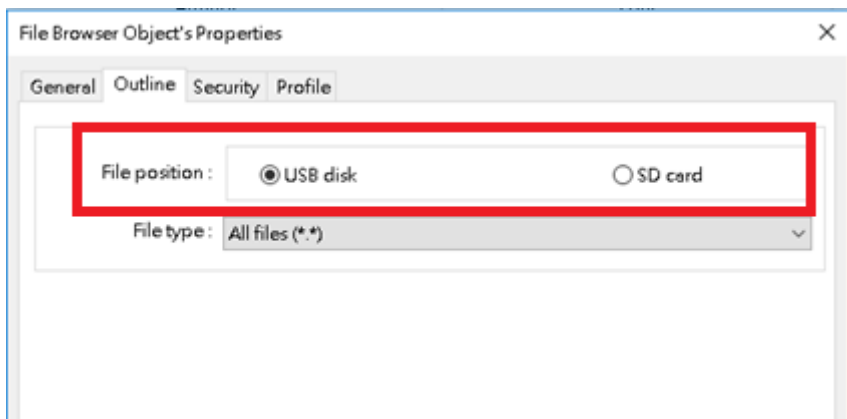 File Browser Object's Properties
General Outline Security Profile
File position : USB disk SD card
File type : All files (*.*)